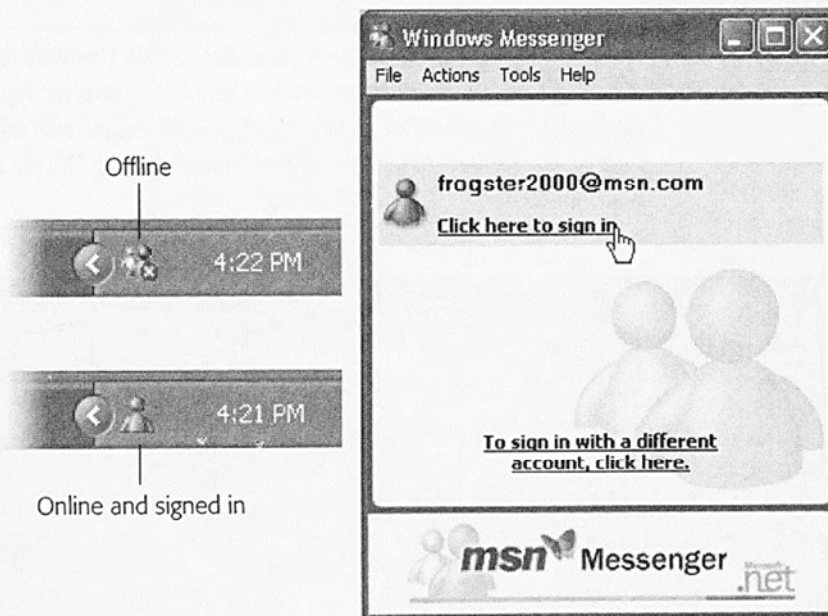 Offline
4:22 PM
4:21 PM
Online and signed in
Windows Messenger
File Actions Tools Help
frogster2000@msn.com
Click here to sign in
To sign in with a different
account, click here.
msn Messenger
Microsoft
.net